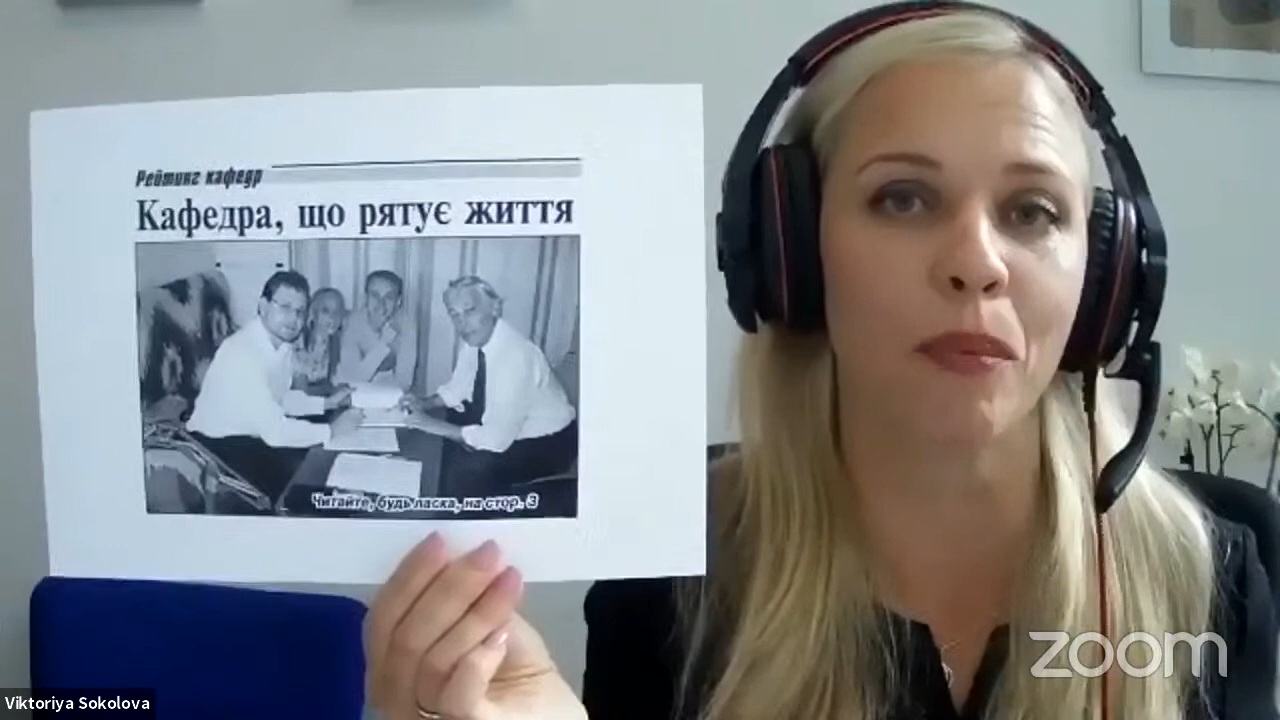 Рейтинг кафедр
Кафедра, що рятує життя
Читайте, будь ласка, на стор. 3
zoom
Viktoriya Sokolova